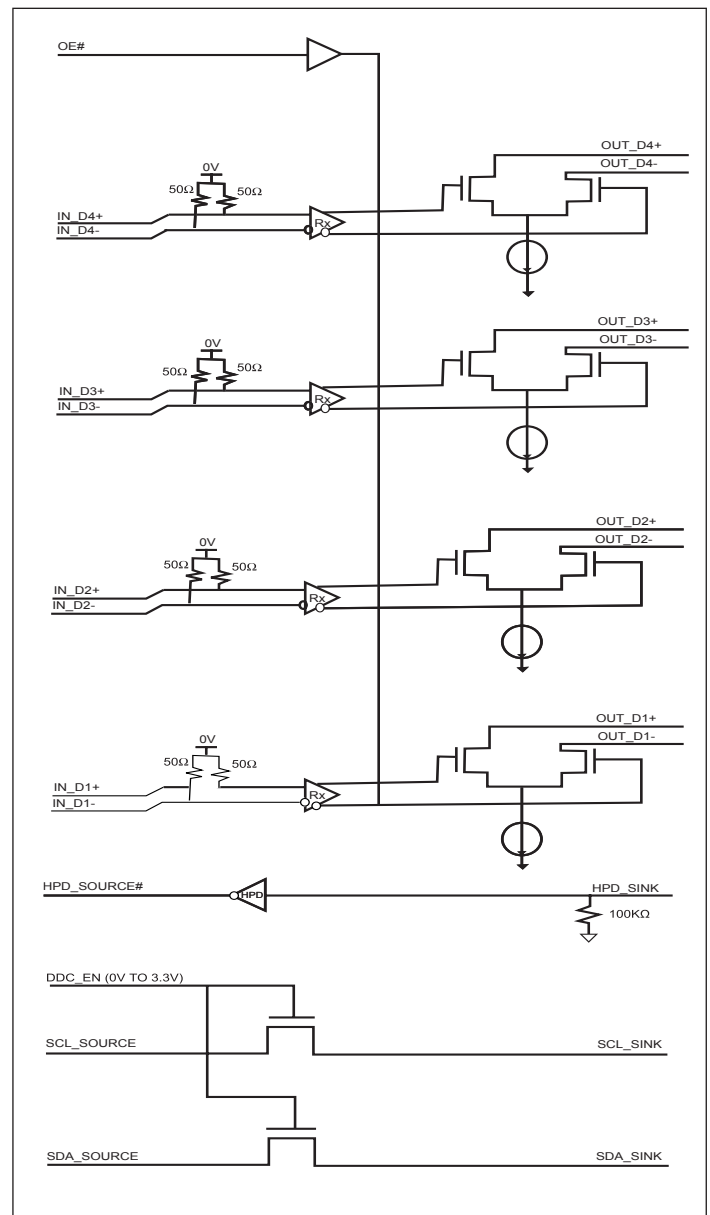 OE#
OUT_D4+
0V
OUT_D4-
50Ω 50Ω
IN_D4+
Rx
IN_D4-
OUT_D3+
0V
OUT_D3-
50Ω 50Ω
IN_D3+
Rx
IN_D3-
OUT_D2+
0V
OUT_D2-
50Ω 50Ω
IN_D2+
Rx
IN_D2-
OUT_D1+
0V
OUT_D1-
50Ω 50Ω
IN_D1+
Rx
IN_D1-
HPD_SOURCE# HPD HPD_SINK
100KΩ
DDC_EN (0V TO 3.3V)
SCL_SOURCE SCL_SINK
SDA_SOURCE SDA_SINK